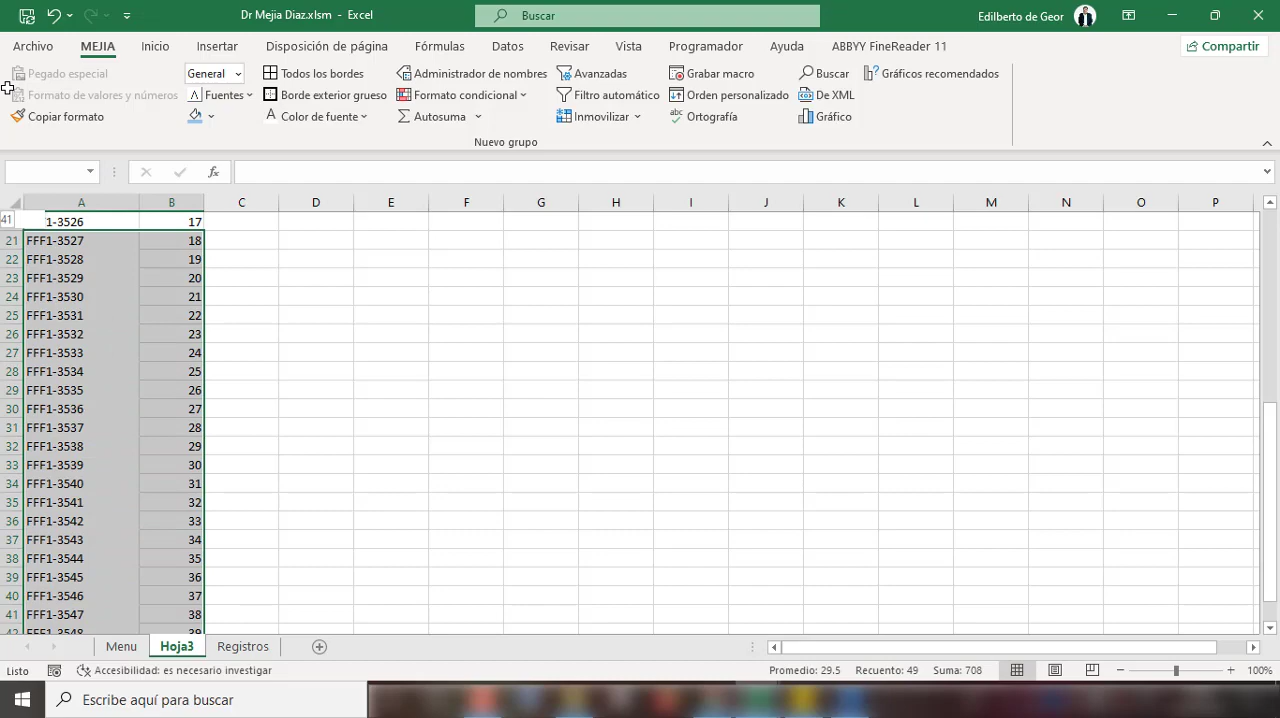 Dr Mejia Diaz.xlsm - Excel
Buscar
Edilberto de Geor
Archivo MEJIA Inicio Insertar Disposición de página Fórmulas Datos Revisar Vista Programador Ayuda ABBYY FineReader 11 Compartir
Pegado especial General Todos los bordes Administrador de nombres Avanzadas Grabar macro Buscar Gráficos recomendados
Formato de valores y números Fuentes Borde exterior grueso Formato condicional Filtro automático Orden personalizado De XML
Copiar formato Color de fuente Autosuma Inmovilizar Ortografía Gráfico
Nuevo grupo
A B C D E F G H I J K L M N O P
41 1-3526 17
21 FFF1-3527 18
22 FFF1-3528 19
23 FFF1-3529 20
24 FFF1-3530 21
25 FFF1-3531 22
26 FFF1-3532 23
27 FFF1-3533 24
28 FFF1-3534 25
29 FFF1-3535 26
30 FFF1-3536 27
31 FFF1-3537 28
32 FFF1-3538 29
33 FFF1-3539 30
34 FFF1-3540 31
35 FFF1-3541 32
36 FFF1-3542 33
37 FFF1-3543 34
38 FFF1-3544 35
39 FFF1-3545 36
40 FFF1-3546 37
41 FFF1-3547 38
42 FFF1-3548 39
Menu Hoja3 Registros
Listo Accesibilidad: es necesario investigar Promedio: 29.5 Recuento: 49 Suma: 708 100%
Escribe aquí para buscar